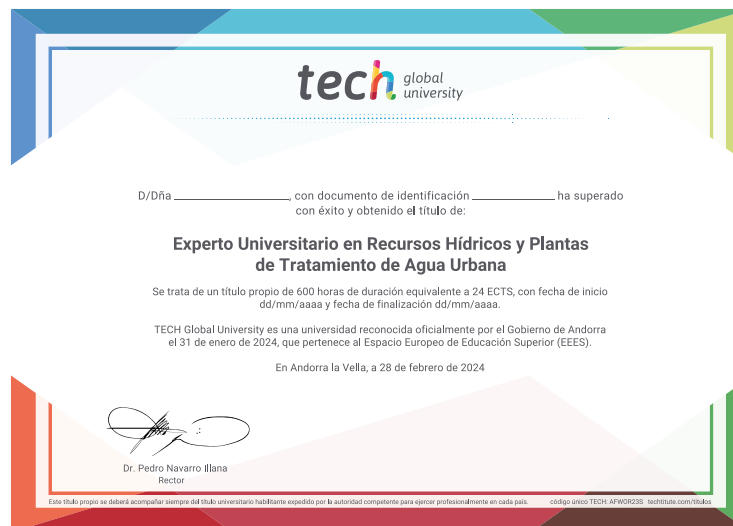 tech global
university
D/Dña ___________________, con documento de identificación ______________ ha superado
con éxito y obtenido el título de:
Experto Universitario en Recursos Hídricos y Plantas
de Tratamiento de Agua Urbana
Se trata de un título propio de 600 horas de duración equivalente a 24 ECTS, con fecha de inicio
dd/mm/aaaa y fecha de finalización dd/mm/aaaa.
TECH Global University es una universidad reconocida oficialmente por el Gobierno de Andorra
el 31 de enero de 2024, que pertenece al Espacio Europeo de Educación Superior (EEES).
En Andorra la Vella, a 28 de febrero de 2024
Dr. Pedro Navarro Illana
Rector
Este título propio se deberá acompañar siempre del título universitario habilitante expedido por la autoridad competente para ejercer profesionalmente en cada país. código único TECH: AFWOR23S techtitute.com/titulos